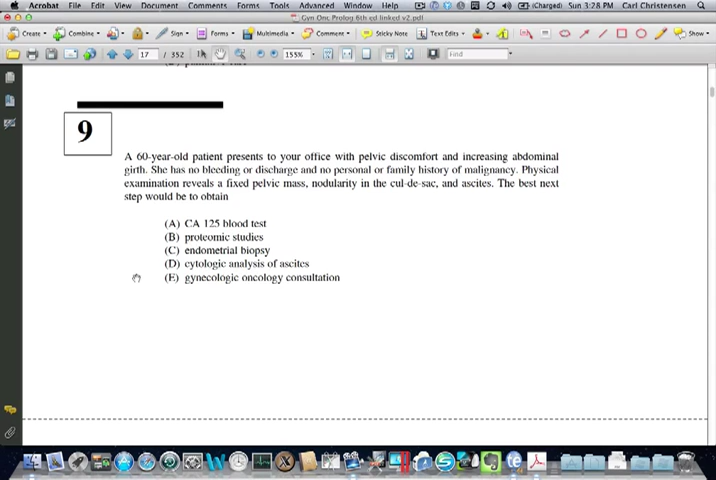 Acrobat File Edit View Document Comments Forms Tools Advanced Window Help (Charged) Sun 3:28 PM Carl Christensen
Gyn Onc Prolog 6th ed linked v2.pdf
Create Combine Sign Forms Multimedia Comment Sticky Note Text Edits Show
17 / 352 155% Find
9
A 60-year-old patient presents to your office with pelvic discomfort and increasing abdominal
girth. She has no bleeding or discharge and no personal or family history of malignancy. Physical
examination reveals a fixed pelvic mass, nodularity in the cul-de-sac, and ascites. The best next
step would be to obtain
(A) CA 125 blood test
(B) proteomic studies
(C) endometrial biopsy
(D) cytologic analysis of ascites
(E) gynecologic oncology consultation